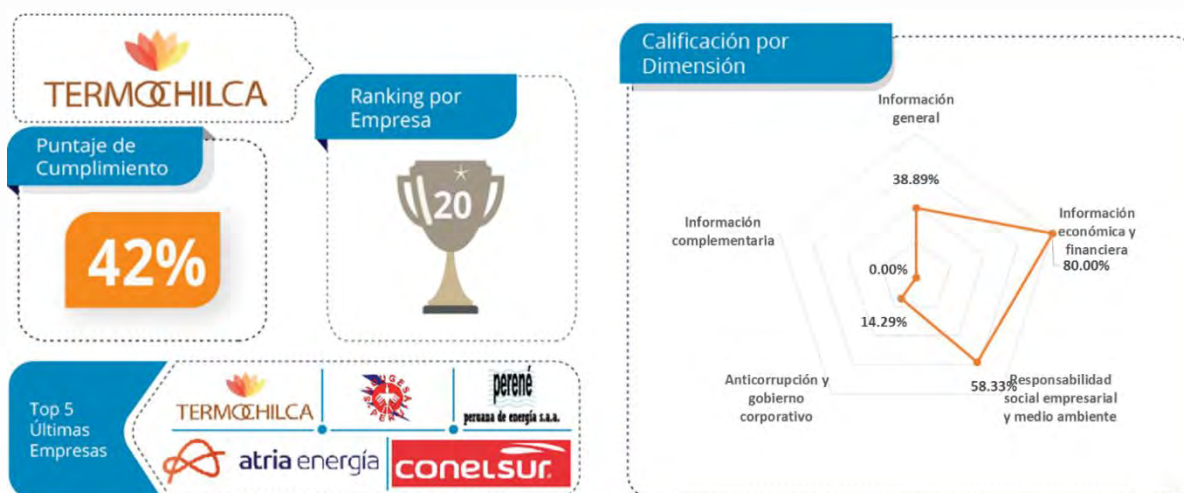 TERMOCHILCA
Puntaje de
Cumplimiento
42%
Ranking por
Empresa
20
Top 5
Últimas
Empresas
TERMOCHILCA
perené
peruana de energía s.a.a.
atria energía
conelsur
Calificación por
Dimensión
Información
general
38.89%
Información
económica y
financiera
80.00%
Información
complementaria
0.00%
14.29%
58.33%
Anticorrupción y
gobierno
corporativo
Responsabilidad
social empresarial
y medio ambiente